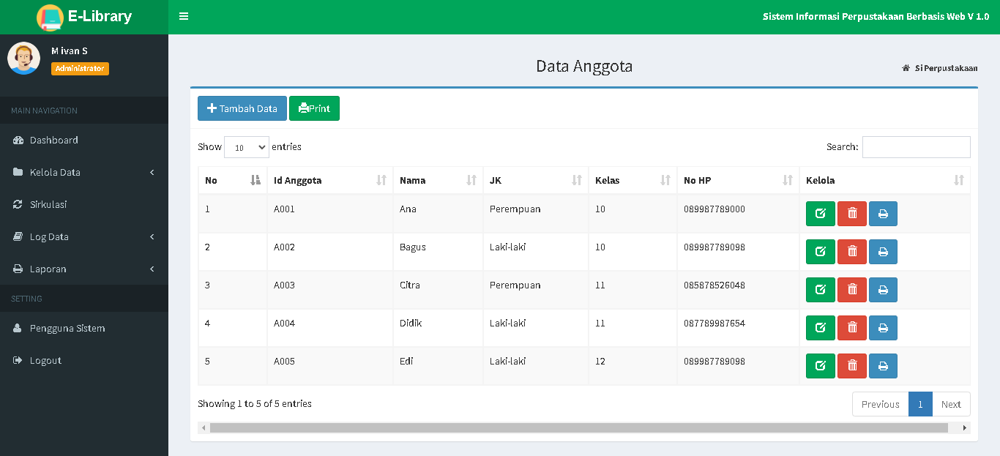 E-Library
Sistem Informasi Perpustakaan Berbasis Web V 1.0
M ivan S
Administrator
MAIN NAVIGATION
Dashboard
Kelola Data
Sirkulasi
Log Data
Laporan
SETTING
Pengguna Sistem
Logout
Data Anggota
Si Perpustakaan
Tambah Data Print
Show 10 entries
Search:
No Id Anggota Nama JK Kelas No HP Kelola
1 A001 Ana Perempuan 10 089987789000
2 A002 Bagus Laki-laki 10 089987789098
3 A003 Citra Perempuan 11 085878526048
4 A004 Didik Laki-laki 11 087789987654
5 A005 Edi Laki-laki 12 089987789098
Showing 1 to 5 of 5 entries
Previous 1 Next